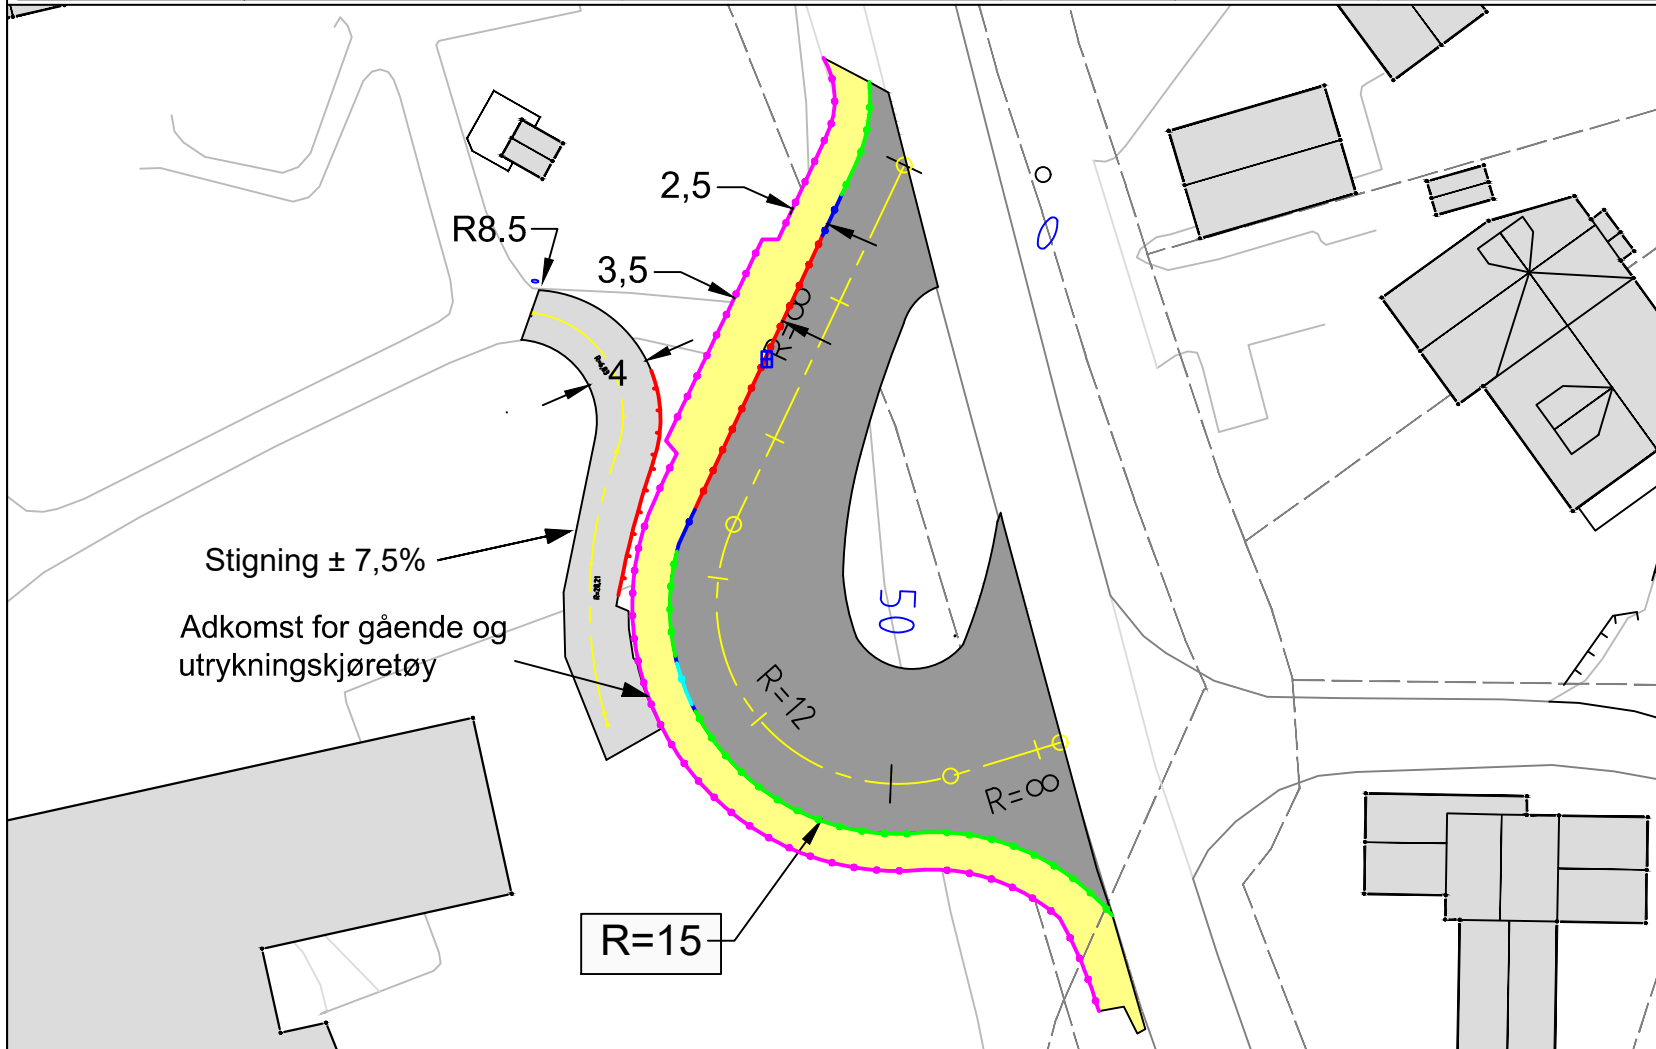 2,5
R8.5
3,5
R=∞
4
Stigning ± 7,5%
50
Adkomst for gående og
utrykningskjøretøy
R=12
R=∞
R=15